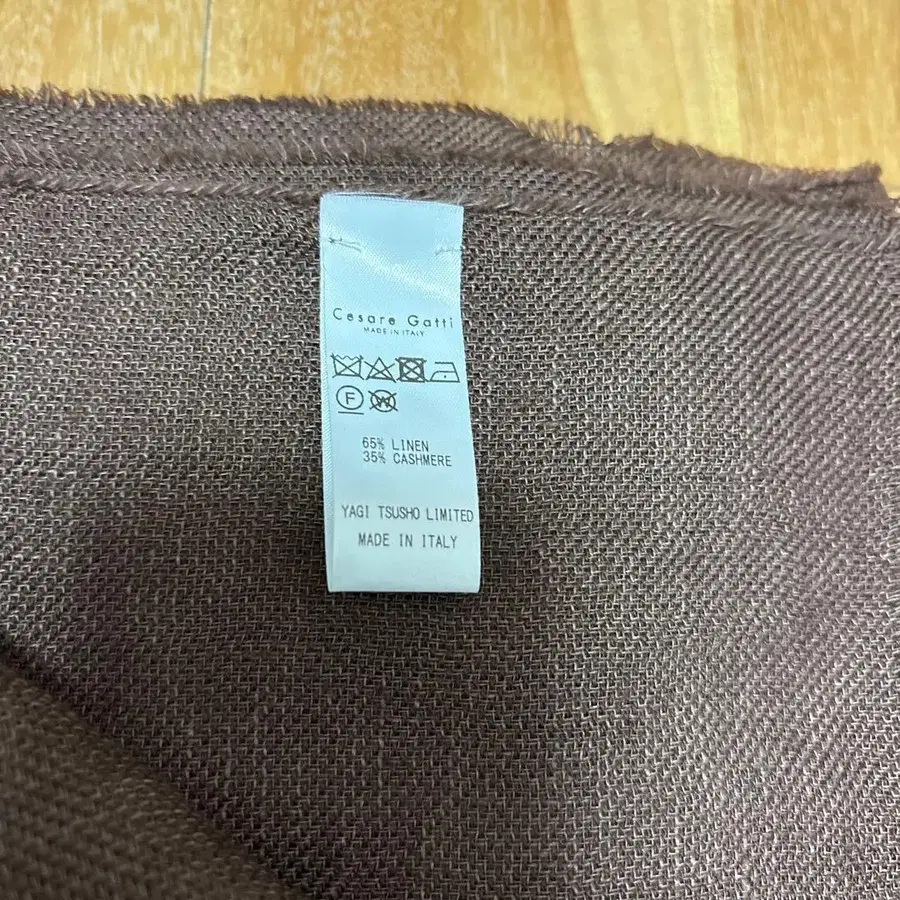 Cesare Gatti
MADE IN ITALY
F W
65% LINEN
35% CASHMERE
YAGI TSUSHO LIMITED
MADE IN ITALY